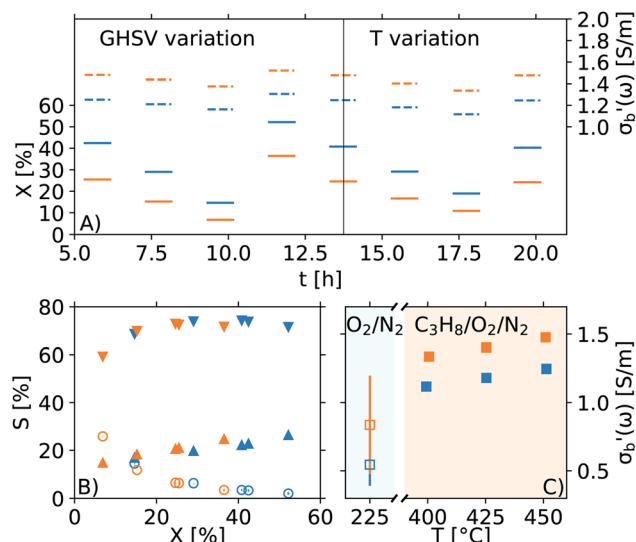 GHSV variation
T variation
X [%]
60
50
40
30
20
10
0
2.0
1.8
1.6
1.4
1.2
1.0
σb'(ω) [S/m]
A)
5.0 7.5 10.0 12.5 15.0 17.5 20.0
t [h]
S [%]
80
60
40
20
0
B)
0 20 40 60
X [%]
O2/N2
C3H8/O2/N2
1.5
1.0
0.5
σb'(ω) [S/m]
C)
225 400 425 450
T [°C]